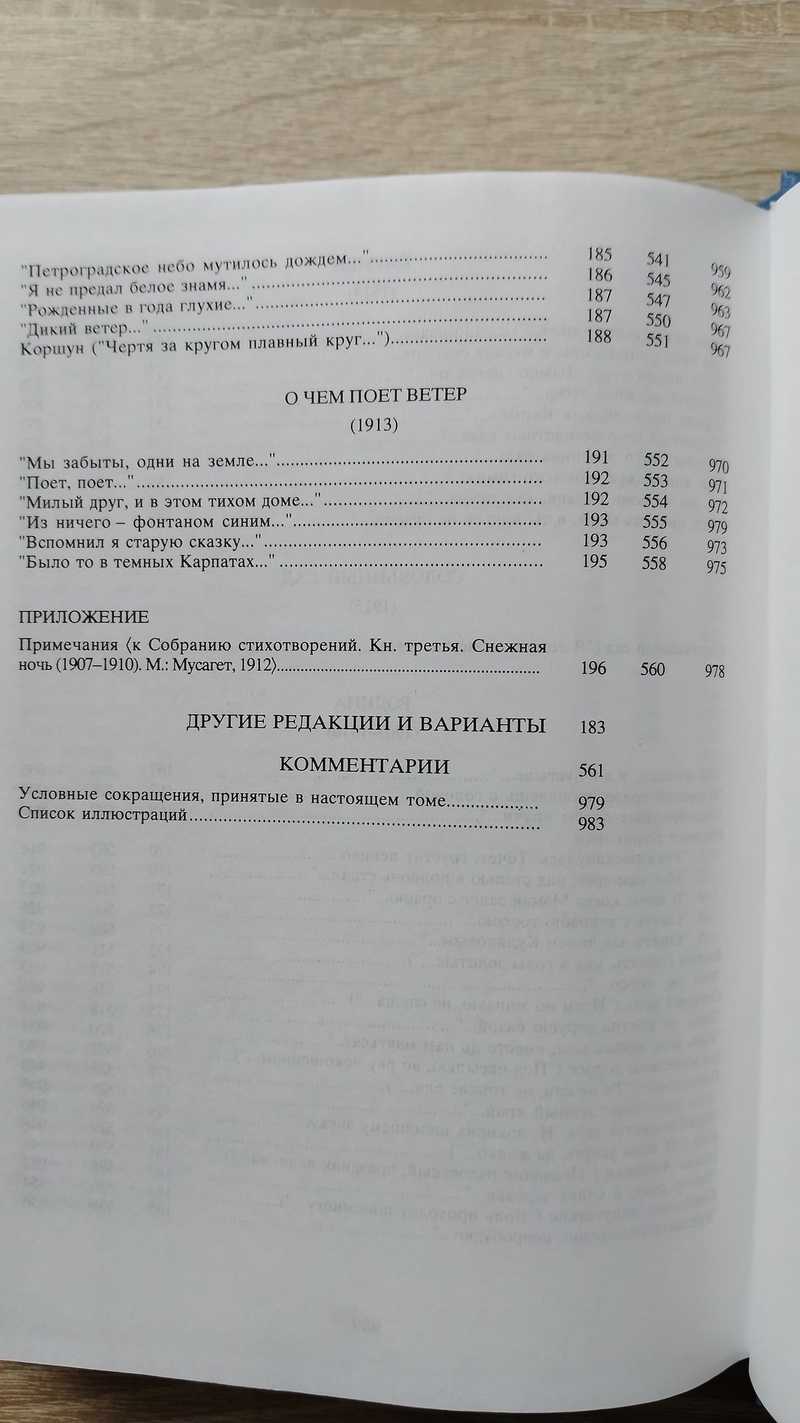 "Петроградское небо мутилось дождем..." 185 541 959
"Я не предал белое знамя..." 186 545 962
"Рожденные в года глухие..." 187 547 963
"Дикий ветер..." 187 550 967
Коршун ("Чертя за кругом плавный круг...") 188 551 967
О ЧЕМ ПОЕТ ВЕТЕР
(1913)
"Мы забыты, одни на земле..." 191 552 970
"Поет, поет..." 192 553 971
"Милый друг, и в этом тихом доме..." 192 554 972
"Из ничего – фонтаном синим..." 193 555 979
"Вспомнил я старую сказку..." 193 556 973
"Было то в темных Карпатах..." 195 558 975
ПРИЛОЖЕНИЕ
Примечания ⟨к Собранию стихотворений. Кн. третья. Снежная
ночь (1907–1910). М.: Мусагет, 1912⟩ 196 560 978
ДРУГИЕ РЕДАКЦИИ И ВАРИАНТЫ 183
КОММЕНТАРИИ 561
Условные сокращения, принятые в настоящем томе 979
Список иллюстраций 983